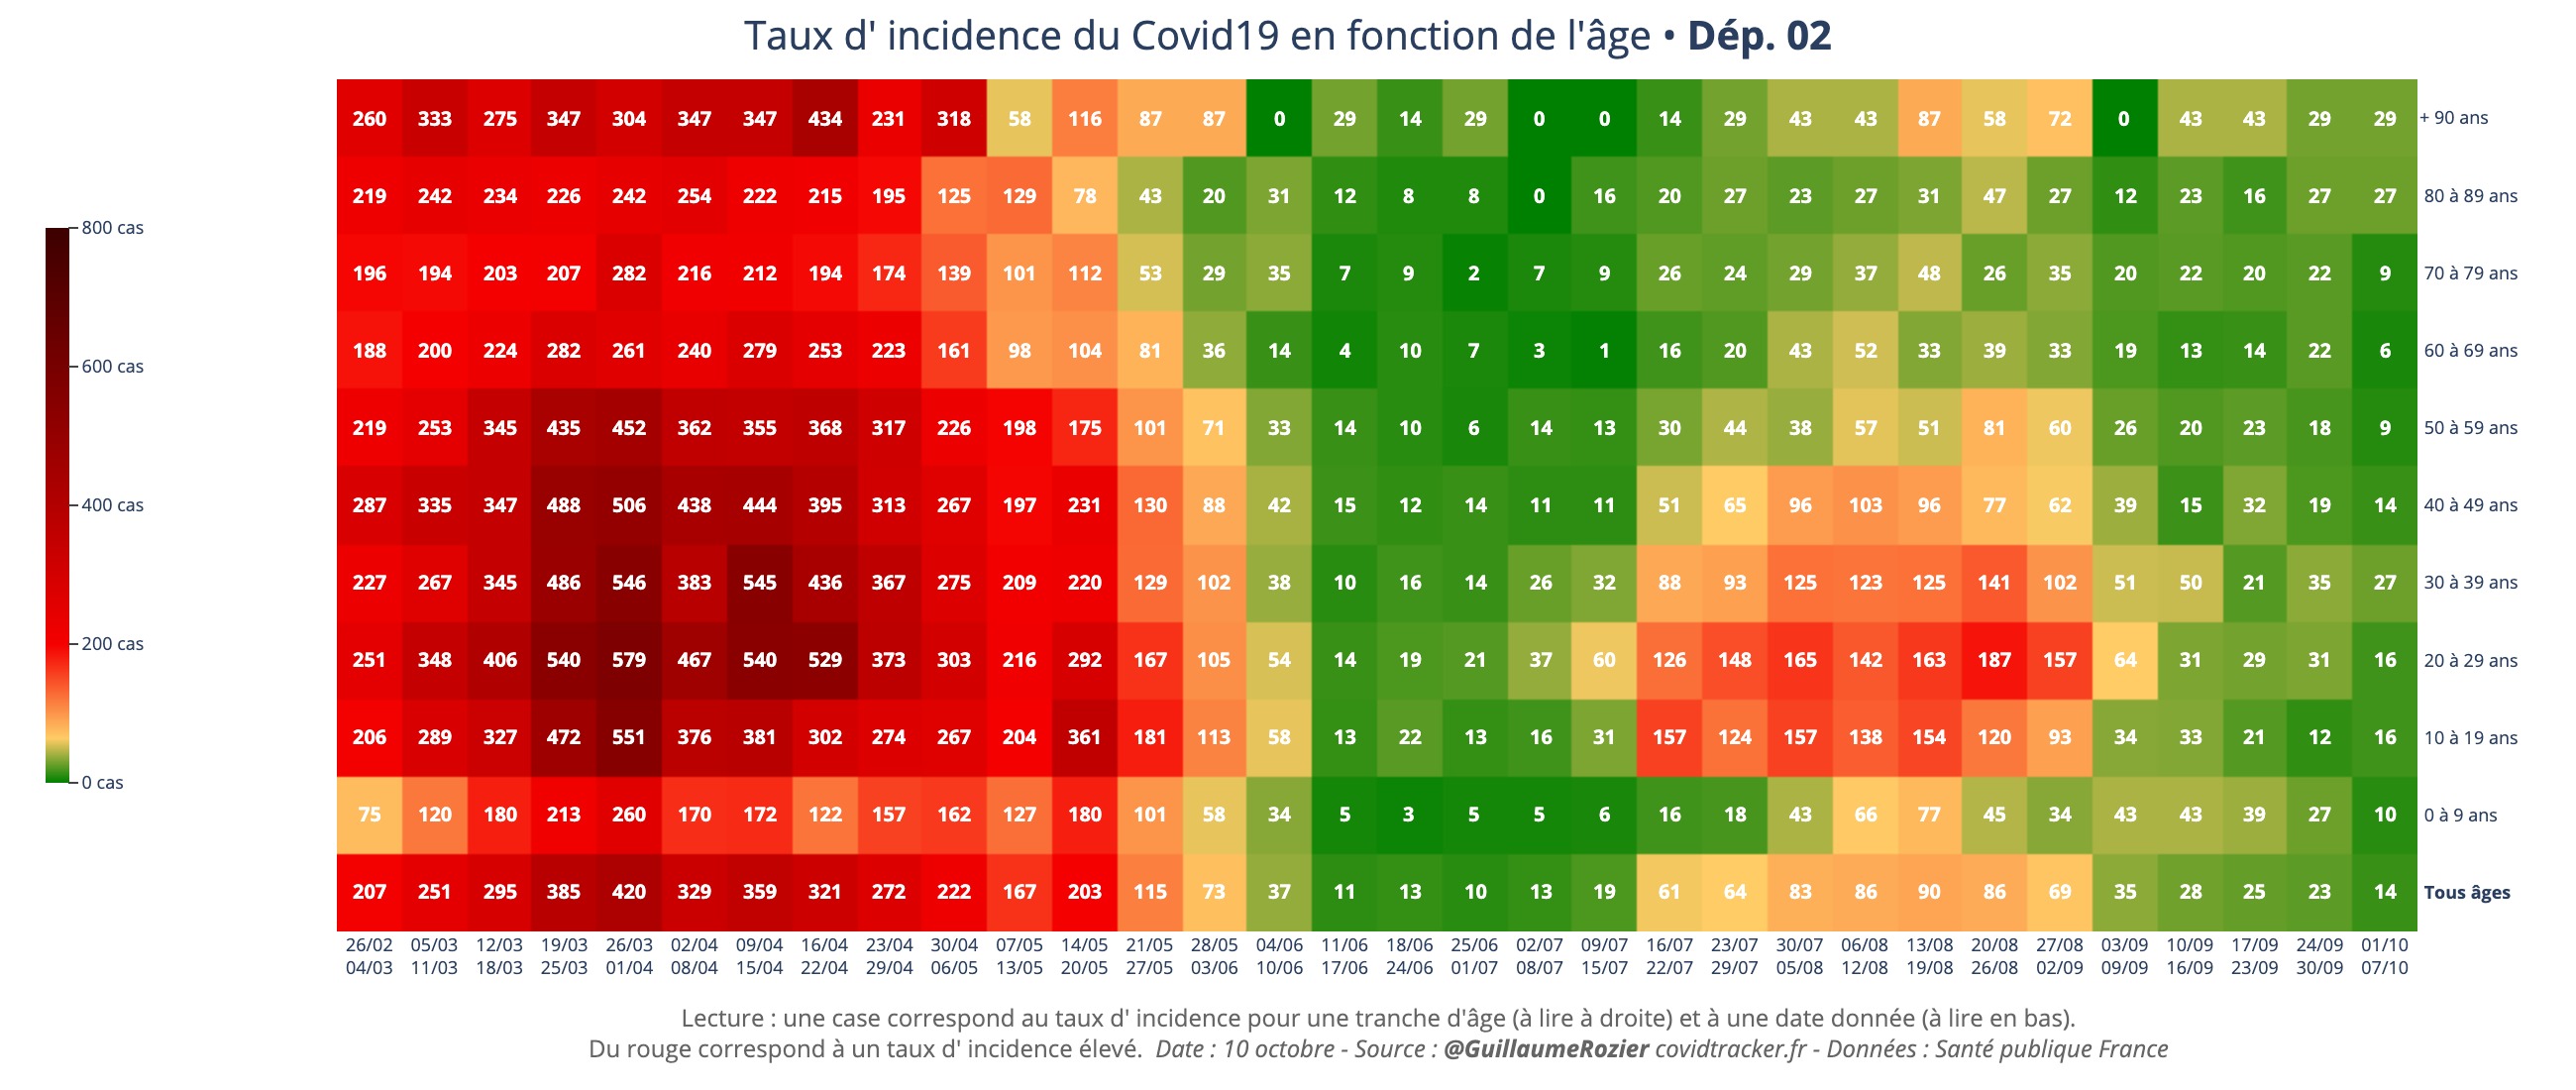 Taux d' incidence du Covid19 en fonction de l'âge • Dép. 02
800 cas
600 cas
400 cas
200 cas
0 cas
260 333 275 347 304 347 347 434 231 318 58 116 87 87 0 29 14 29 0 0 14 29 43 43 87 58 72 0 43 43 29 29 + 90 ans
219 242 234 226 242 254 222 215 195 125 129 78 43 20 31 12 8 8 0 16 20 27 23 27 31 47 27 12 23 16 27 27 80 à 89 ans
196 194 203 207 282 216 212 194 174 139 101 112 53 29 35 7 9 2 7 9 26 24 29 37 48 26 35 20 22 20 22 9 70 à 79 ans
188 200 224 282 261 240 279 253 223 161 98 104 81 36 14 4 10 7 3 1 16 20 43 52 33 39 33 19 13 14 22 6 60 à 69 ans
219 253 345 435 452 362 355 368 317 226 198 175 101 71 33 14 10 6 14 13 30 44 38 57 51 81 60 26 20 23 18 9 50 à 59 ans
287 335 347 488 506 438 444 395 313 267 197 231 130 88 42 15 12 14 11 11 51 65 96 103 96 77 62 39 15 32 19 14 40 à 49 ans
227 267 345 486 546 383 545 436 367 275 209 220 129 102 38 10 16 14 26 32 88 93 125 123 125 141 102 51 50 21 35 27 30 à 39 ans
251 348 406 540 579 467 540 529 373 303 216 292 167 105 54 14 19 21 37 60 126 148 165 142 163 187 157 64 31 29 31 16 20 à 29 ans
206 289 327 472 551 376 381 302 274 267 204 361 181 113 58 13 22 13 16 31 157 124 157 138 154 120 93 34 33 21 12 16 10 à 19 ans
75 120 180 213 260 170 172 122 157 162 127 180 101 58 34 5 3 5 5 6 16 18 43 66 77 45 34 43 43 39 27 10 0 à 9 ans
207 251 295 385 420 329 359 321 272 222 167 203 115 73 37 11 13 10 13 19 61 64 83 86 90 86 69 35 28 25 23 14 Tous âges
26/02 05/03 12/03 19/03 26/03 02/04 09/04 16/04 23/04 30/04 07/05 14/05 21/05 28/05 04/06 11/06 18/06 25/06 02/07 09/07 16/07 23/07 30/07 06/08 13/08 20/08 27/08 03/09 10/09 17/09 24/09 01/10
04/03 11/03 18/03 25/03 01/04 08/04 15/04 22/04 29/04 06/05 13/05 20/05 27/05 03/06 10/06 17/06 24/06 01/07 08/07 15/07 22/07 29/07 05/08 12/08 19/08 26/08 02/09 09/09 16/09 23/09 30/09 07/10
Lecture : une case correspond au taux d' incidence pour une tranche d'âge (à lire à droite) et à une date donnée (à lire en bas).
Du rouge correspond à un taux d' incidence élevé. Date : 10 octobre - Source : @GuillaumeRozier covidtracker.fr - Données : Santé publique France